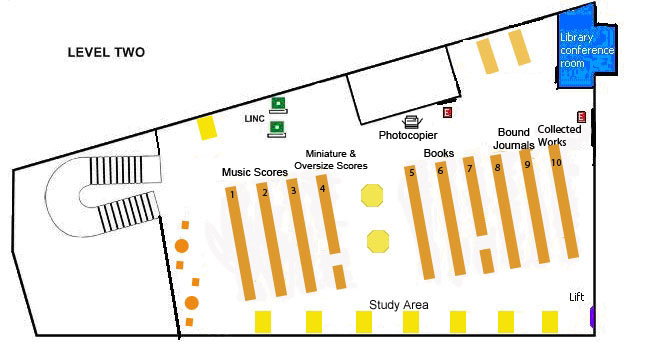 LEVEL TWO
Library
conference
room
LINC
E
E
Photocopier
Music Scores
Miniature &
Oversize Scores
Books
Bound
Journals
Collected
Works
1
2
3
4
5
6
7
8
9
10
Lift
Study Area